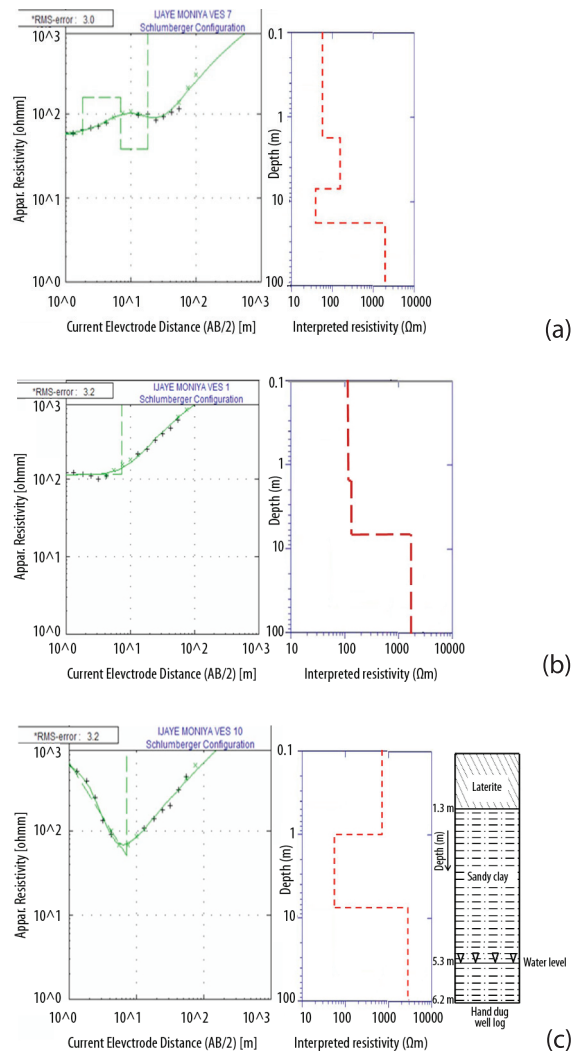 *RMS-error : 3.0
IJAYE MONIYA VES 7
Schlumberger Configuration
10^3
10^2
10^1
10^0
Appar. Resistivity [ohmm]
10^0 10^1 10^2 10^3
Current Elevctrode Distance (AB/2) [m]
0.1
1
10
100
Depth (m)
10 100 1000 10000
Interpreted resistivity (Ωm)
(a)
*RMS-error : 3.2
IJAYE MONIYA VES 1
Schlumberger Configuration
10^3
10^2
10^1
10^0
Appar. Resistivity [ohmm]
10^0 10^1 10^2 10^3
Current Elevctrode Distance (AB/2) [m]
0.1
1
10
100
Depth (m)
10 100 1000 10000
Interpreted resistivity (Ωm)
(b)
*RMS-error : 3.2
IJAYE MONIYA VES 10
Schlumberger Configuration
10^3
10^2
10^1
10^0
Appar. Resistivity [ohmm]
10^0 10^1 10^2 10^3
Current Elevctrode Distance (AB/2) [m]
0.1
1
10
100
Depth (m)
10 100 1000 10000
Interpreted resistivity (Ωm)
Laterite
1.3 m
Depth (m)
Sandy clay
5.3 m
Water level
6.2 m
Hand dug
well log
(c)